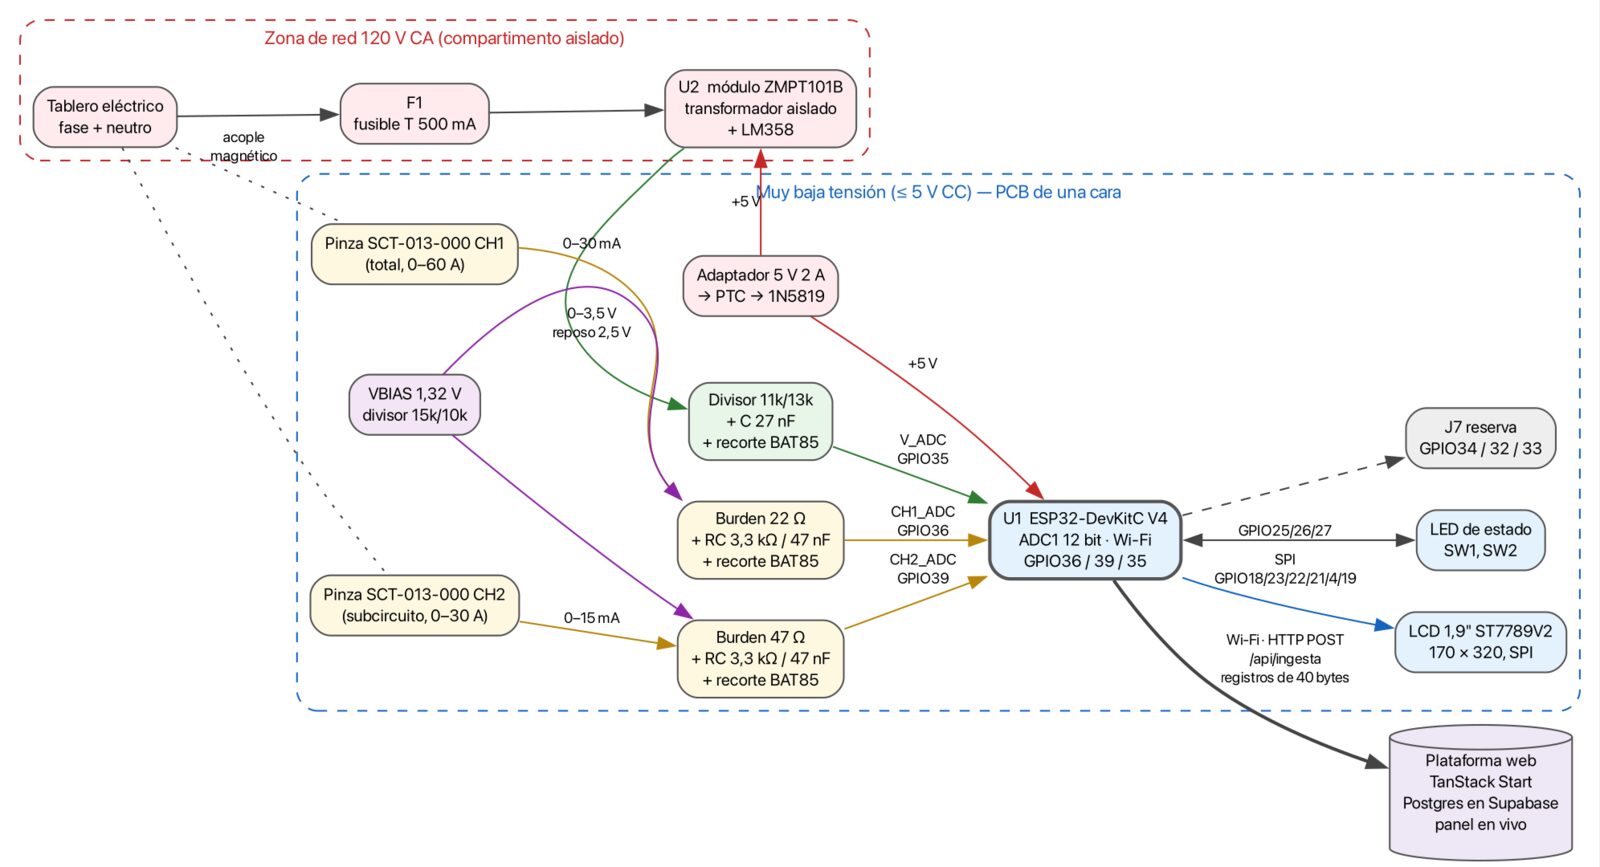 Zona de red 120 V CA (compartimento aislado)
Tablero eléctrico
fase + neutro
F1
fusible T 500 mA
U2 módulo ZMPT101B
transformador aislado
+ LM358
acople
magnético
Muy baja tensión (≤ 5 V CC) — PCB de una cara
+5 V
Pinza SCT-013-000 CH1
(total, 0–60 A)
0–30 mA
Adaptador 5 V 2 A
→ PTC → 1N5819
0–3,5 V
reposo 2,5 V
+5 V
VBIAS 1,32 V
divisor 15k/10k
Divisor 11k/13k
+ C 27 nF
+ recorte BAT85
V_ADC
GPIO35
J7 reserva
GPIO34 / 32 / 33
Burden 22 Ω
+ RC 3,3 kΩ / 47 nF
+ recorte BAT85
CH1_ADC
GPIO36
U1 ESP32-DevKitC V4
ADC1 12 bit · Wi-Fi
GPIO36 / 39 / 35
GPIO25/26/27
LED de estado
SW1, SW2
CH2_ADC
GPIO39
SPI
GPIO18/23/22/21/4/19
Pinza SCT-013-000 CH2
(subcircuito, 0–30 A)
0–15 mA
Burden 47 Ω
+ RC 3,3 kΩ / 47 nF
+ recorte BAT85
LCD 1,9" ST7789V2
170 × 320, SPI
Wi-Fi · HTTP POST
/api/ingesta
registros de 40 bytes
Plataforma web
TanStack Start
Postgres en Supabase
panel en vivo